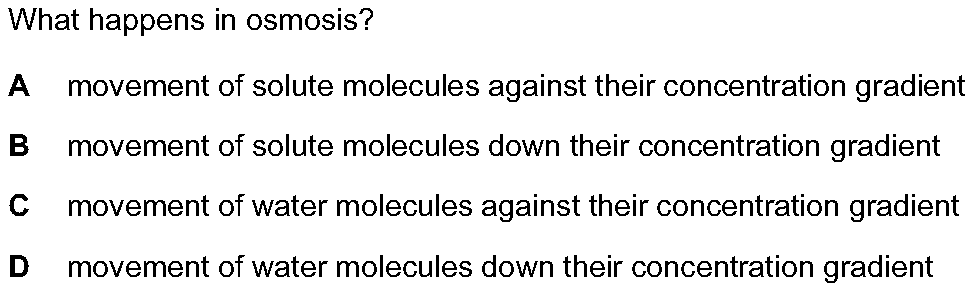 What happens in osmosis?
A movement of solute molecules against their concentration gradient
B movement of solute molecules down their concentration gradient
C movement of water molecules against their concentration gradient
D movement of water molecules down their concentration gradient